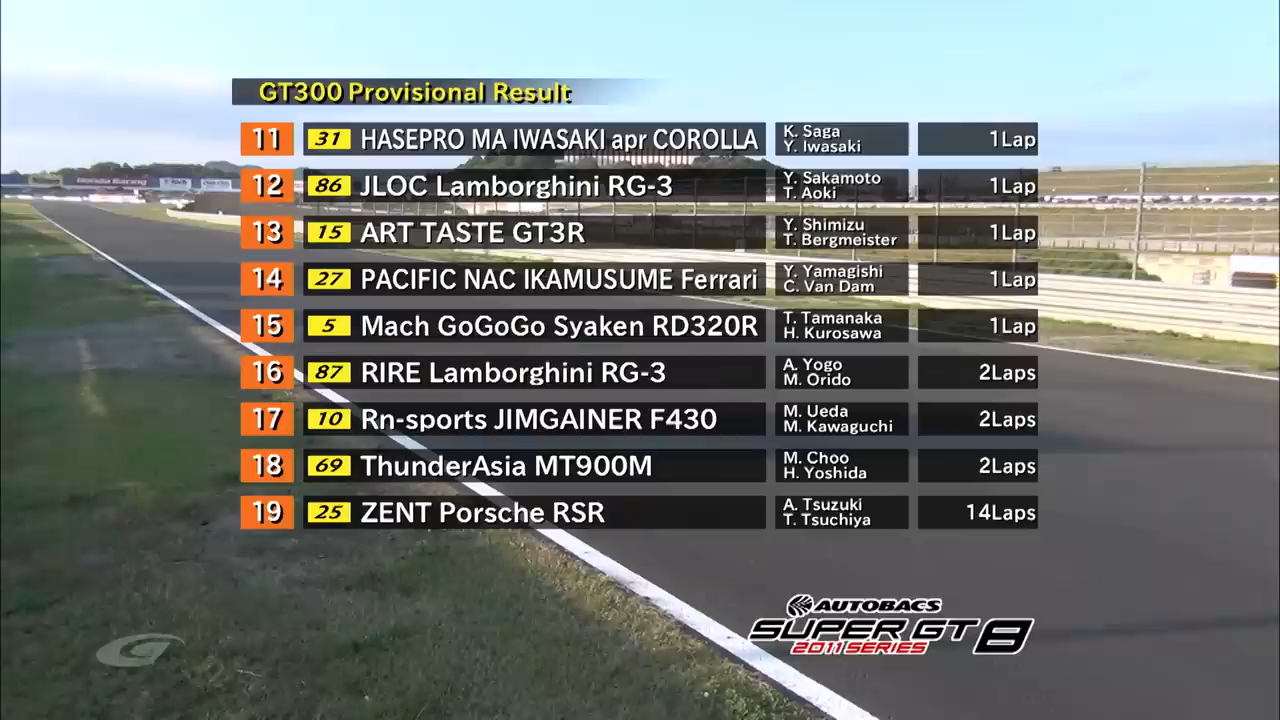 GT300 Provisional Result
11 31 HASEPRO MA IWASAKI apr COROLLA K. Saga Y. Iwasaki 1Lap
12 86 JLOC Lamborghini RG-3 Y. Sakamoto T. Aoki 1Lap
13 15 ART TASTE GT3R Y. Shimizu T. Bergmeister 1Lap
14 27 PACIFIC NAC IKAMUSUME Ferrari Y. Yamagishi C. Van Dam 1Lap
15 5 Mach GoGoGo Syaken RD320R T. Tamanaka H. Kurosawa 1Lap
16 87 RIRE Lamborghini RG-3 A. Yogo M. Orido 2Laps
17 10 Rn-sports JIMGAINER F430 M. Ueda M. Kawaguchi 2Laps
18 69 ThunderAsia MT900M M. Choo H. Yoshida 2Laps
19 25 ZENT Porsche RSR A. Tsuzuki T. Tsuchiya 14Laps
Honda Racing
AUTOBACS
SUPER GT 8
2011 SERIES